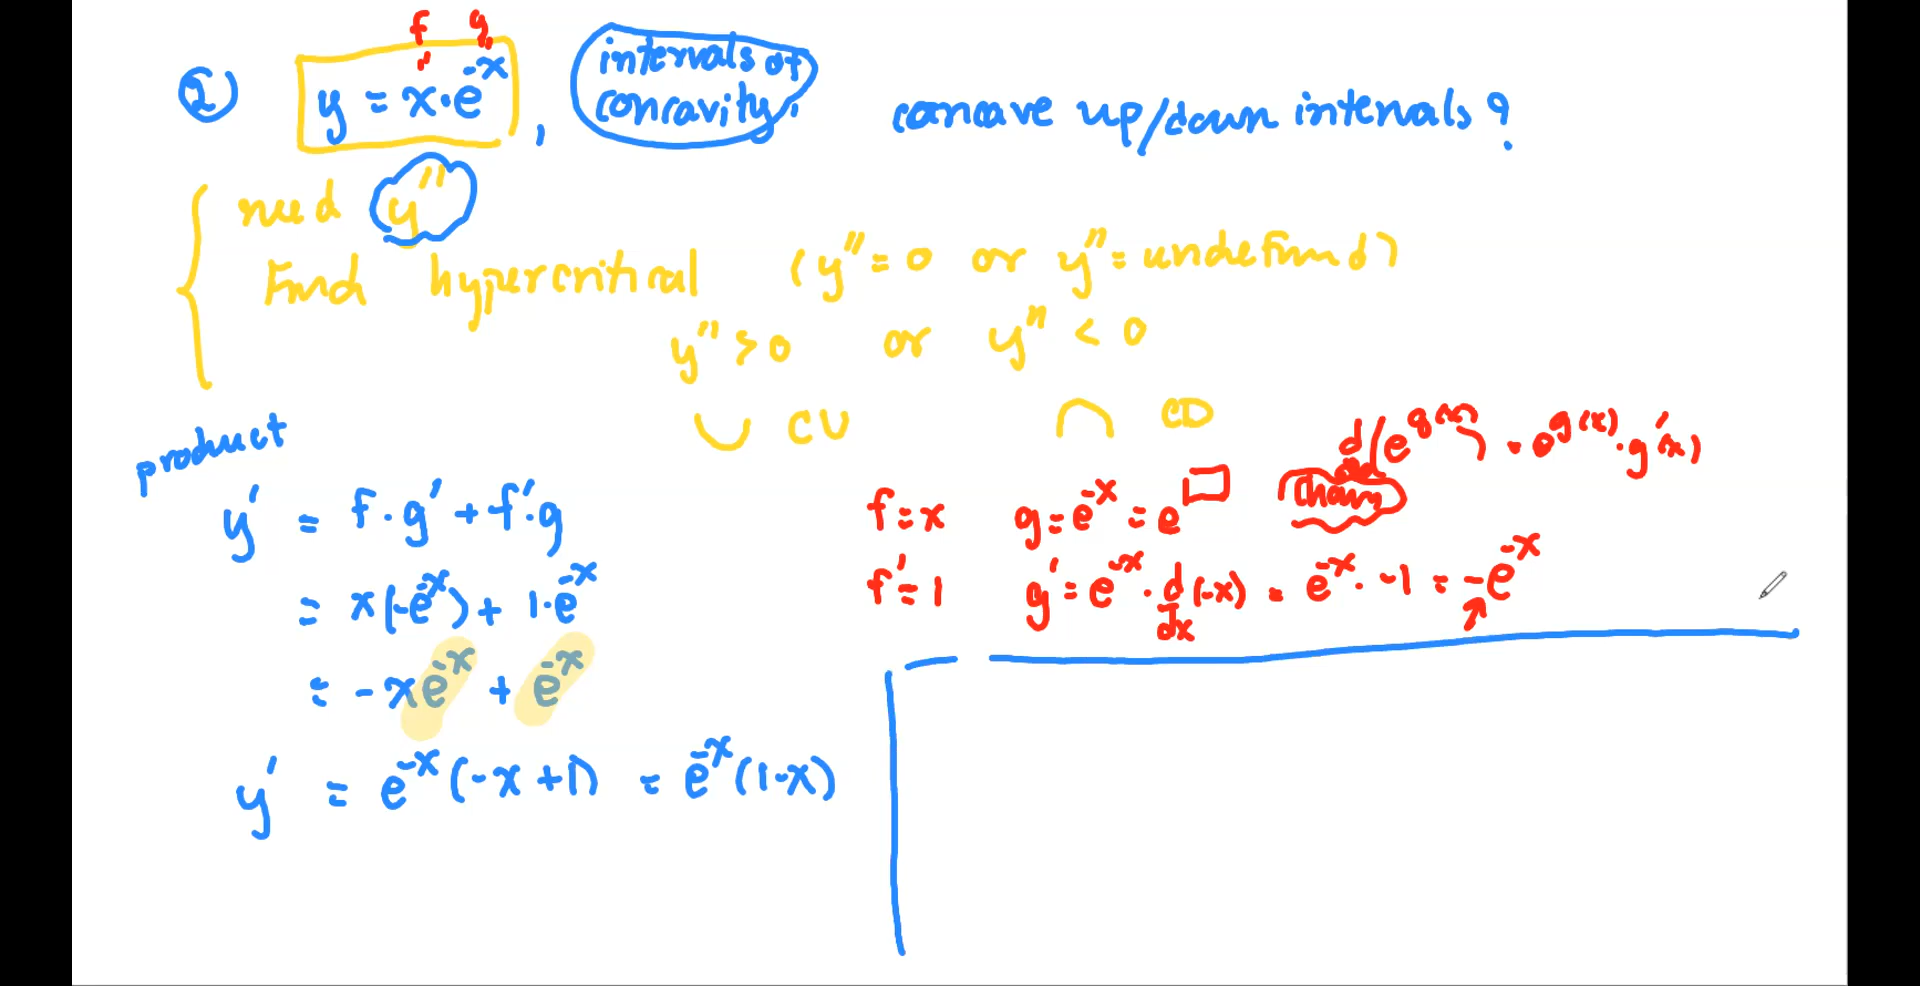 f g
② y = x·e^-x , intervals of concavity. concave up/down intervals?
need y''
Find hypercritical (y''=0 or y''=undefined)
y''>0 or y''<0
∪ CU ∩ CD
product
d/dx(e^g(x)) = e^g(x)·g'(x)
Chain
y' = f·g' + f'·g
f=x g=e^-x=e^□
= x(-e^-x) + 1·e^-x
f'=1 g'=e^-x·d/dx(-x) = e^-x·-1 = -e^-x
= -xe^-x + e^-x
y' = e^-x(-x+1) = e^-x(1-x)